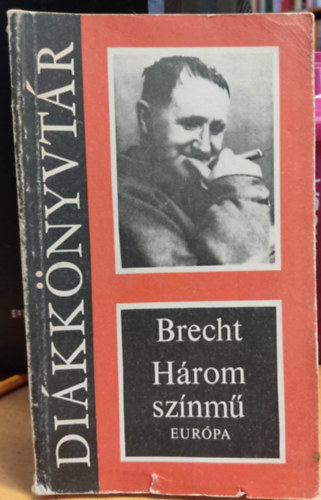 DIÁKKÖNYVTÁR
Brecht
Három
színmű
EURÓPA